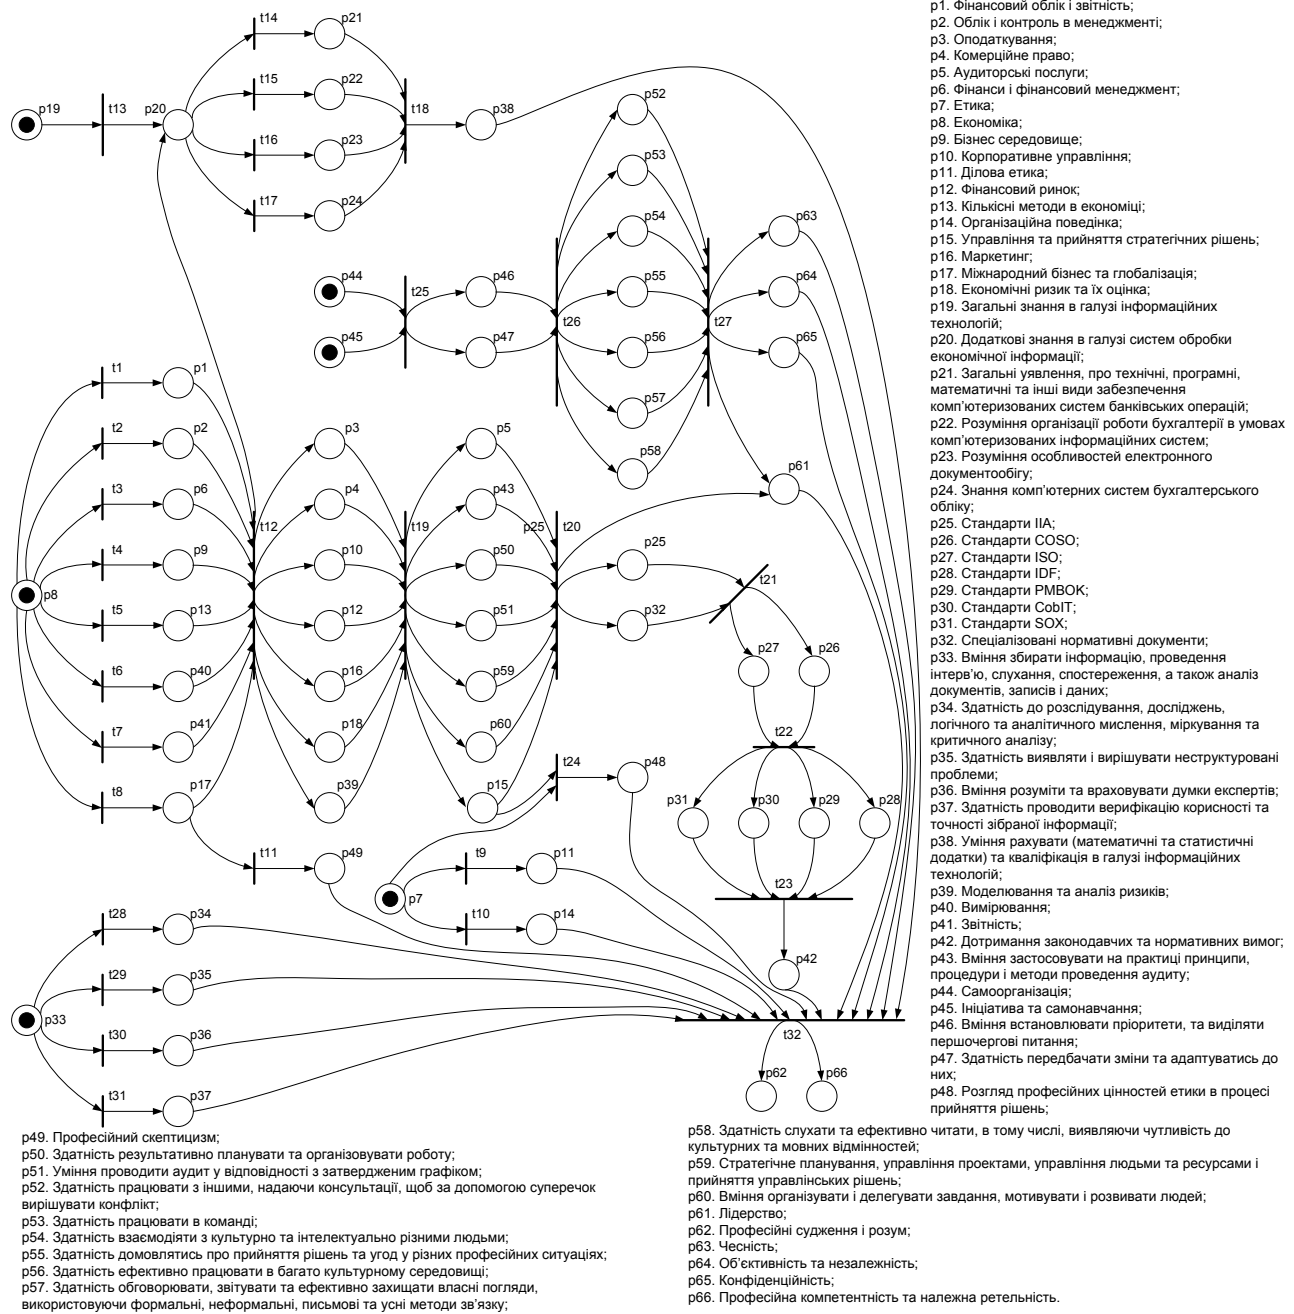 t14
p21
t15
p22
p19
t13
p20
t18
p38
t16
p23
t17
p24
p52
p53
p54
p63
p44
t25
p46
p55
p64
t26
t27
p45
p47
p56
p65
p57
p58
p61
t1
p1
t2
p2
p3
p5
t3
p6
p4
p43
t12
t19
p25
t20
t4
p9
p10
p50
p25
t21
p8
t5
p13
p12
p51
p32
t6
p40
p16
p59
p27
p26
t7
p41
p18
p60
t22
t24
p48
t8
p17
p39
p15
p31
p30
p29
p28
t11
p49
t9
p11
t23
p7
t28
p34
t10
p14
t29
p35
p42
p33
t30
p36
t32
t31
p37
p62
p66
p1. Фінансовий облік і звітність;
p2. Облік і контроль в менеджменті;
p3. Оподаткування;
p4. Комерційне право;
p5. Аудиторські послуги;
p6. Фінанси і фінансовий менеджмент;
p7. Етика;
p8. Економіка;
p9. Бізнес середовище;
p10. Корпоративне управління;
p11. Ділова етика;
p12. Фінансовий ринок;
p13. Кількісні методи в економіці;
p14. Організаційна поведінка;
p15. Управління та прийняття стратегічних рішень;
p16. Маркетинг;
p17. Міжнародний бізнес та глобалізація;
p18. Економічні ризик та їх оцінка;
p19. Загальні знання в галузі інформаційних
технологій;
p20. Додаткові знання в галузі систем обробки
економічної інформації;
p21. Загальні уявлення, про технічні, програмні,
математичні та інші види забезпечення
комп'ютеризованих систем банківських операцій;
p22. Розуміння організації роботи бухгалтерії в умовах
комп'ютеризованих інформаційних систем;
p23. Розуміння особливостей електронного
документообігу;
p24. Знання комп'ютерних систем бухгалтерського
обліку;
p25. Стандарти IIA;
p26. Стандарти COSO;
p27. Стандарти ISO;
p28. Стандарти IDF;
p29. Стандарти PMBOK;
p30. Стандарти CobIT;
p31. Стандарти SOX;
p32. Спеціалізовані нормативні документи;
p33. Вміння збирати інформацію, проведення
інтерв'ю, слухання, спостереження, а також аналіз
документів, записів і даних;
p34. Здатність до розслідування, досліджень,
логічного та аналітичного мислення, міркування та
критичного аналізу;
p35. Здатність виявляти і вирішувати неструктуровані
проблеми;
p36. Вміння розуміти та враховувати думки експертів;
p37. Здатність проводити верифікацію корисності та
точності зібраної інформації;
p38. Уміння рахувати (математичні та статистичні
додатки) та кваліфікація в галузі інформаційних
технологій;
p39. Моделювання та аналіз ризиків;
p40. Вимірювання;
p41. Звітність;
p42. Дотримання законодавчих та нормативних вимог;
p43. Вміння застосовувати на практиці принципи,
процедури і методи проведення аудиту;
p44. Самоорганізація;
p45. Ініціатива та самонавчання;
p46. Вміння встановлювати пріоритети, та виділяти
першочергові питання;
p47. Здатність передбачати зміни та адаптуватись до
них;
p48. Розгляд професійних цінностей етики в процесі
прийняття рішень;
p49. Професійний скептицизм;
p50. Здатність результативно планувати та організовувати роботу;
p51. Уміння проводити аудит у відповідності з затвердженим графіком;
p52. Здатність працювати з іншими, надаючи консультації, щоб за допомогою суперечок
вирішувати конфлікт;
p53. Здатність працювати в команді;
p54. Здатність взаємодіяти з культурно та інтелектуально різними людьми;
p55. Здатність домовлятись про прийняття рішень та угод у різних професійних ситуаціях;
p56. Здатність ефективно працювати в багато культурному середовищі;
p57. Здатність обговорювати, звітувати та ефективно захищати власні погляди,
використовуючи формальні, неформальні, письмові та усні методи зв'язку;
p58. Здатність слухати та ефективно читати, в тому числі, виявляючи чутливість до
культурних та мовних відмінностей;
p59. Стратегічне планування, управління проектами, управління людьми та ресурсами і
прийняття управлінських рішень;
p60. Вміння організувати і делегувати завдання, мотивувати і розвивати людей;
p61. Лідерство;
p62. Професійні судження і розум;
p63. Чесність;
p64. Об'єктивність та незалежність;
p65. Конфіденційність;
p66. Професійна компетентність та належна ретельність.